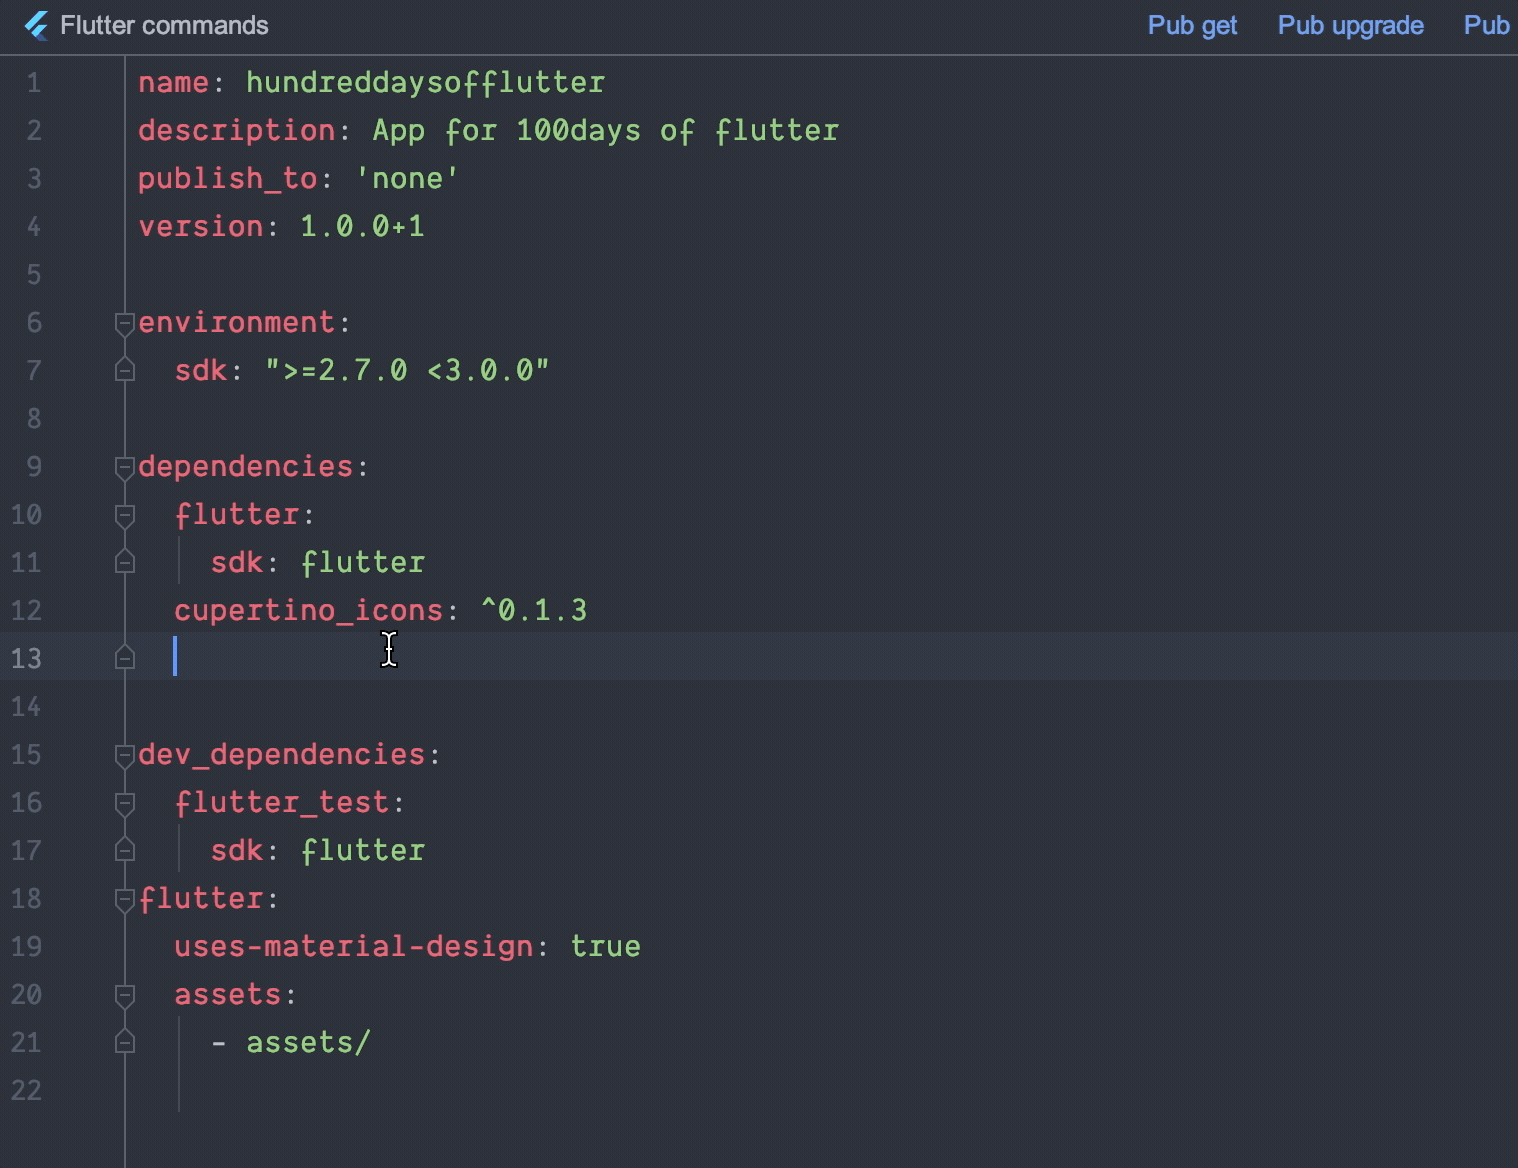 Flutter commands Pub get Pub upgrade Pub
1 name: hundreddaysofflutter
2 description: App for 100days of flutter
3 publish_to: 'none'
4 version: 1.0.0+1
5
6 environment:
7   sdk: ">=2.7.0 <3.0.0"
8
9 dependencies:
10   flutter:
11     sdk: flutter
12   cupertino_icons: ^0.1.3
13
14
15 dev_dependencies:
16   flutter_test:
17     sdk: flutter
18 flutter:
19   uses-material-design: true
20   assets:
21     - assets/
22